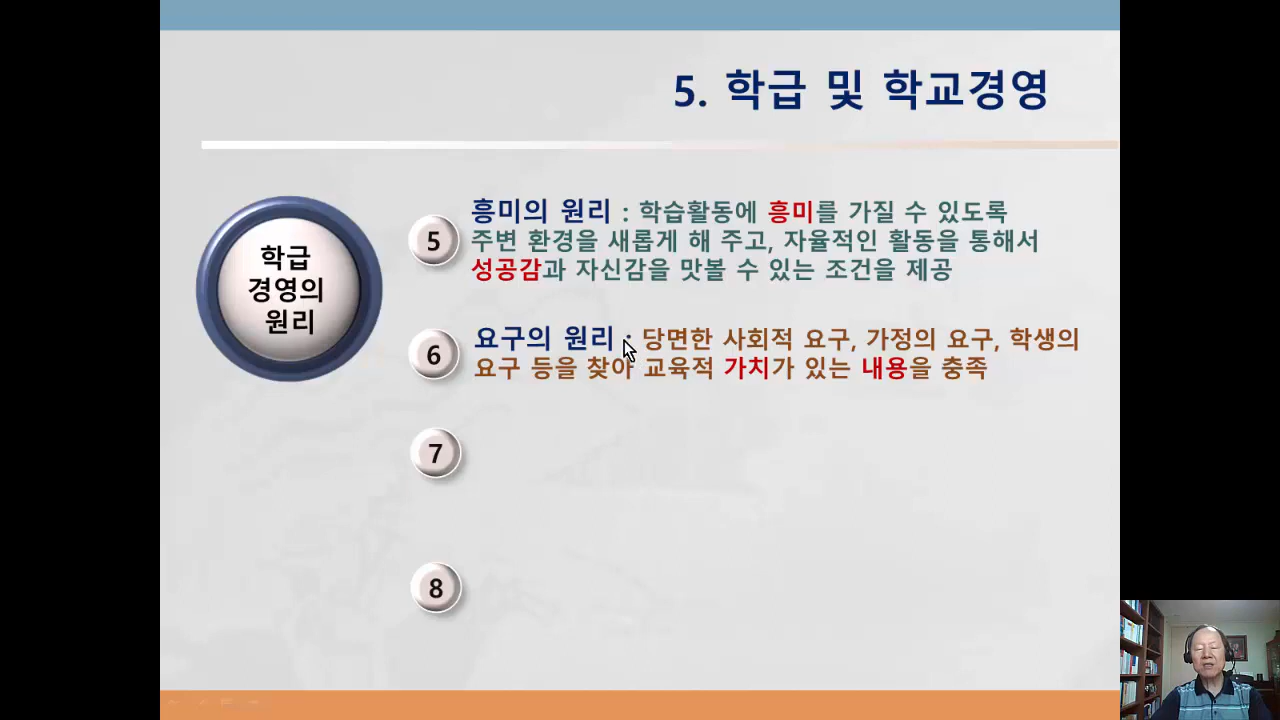 5. 학급 및 학교경영
학급
경영의
원리
5
흥미의 원리 : 학습활동에 흥미를 가질 수 있도록
주변 환경을 새롭게 해 주고, 자율적인 활동을 통해서
성공감과 자신감을 맛볼 수 있는 조건을 제공
6
요구의 원리 : 당면한 사회적 요구, 가정의 요구, 학생의
요구 등을 찾아 교육적 가치가 있는 내용을 충족
7
8